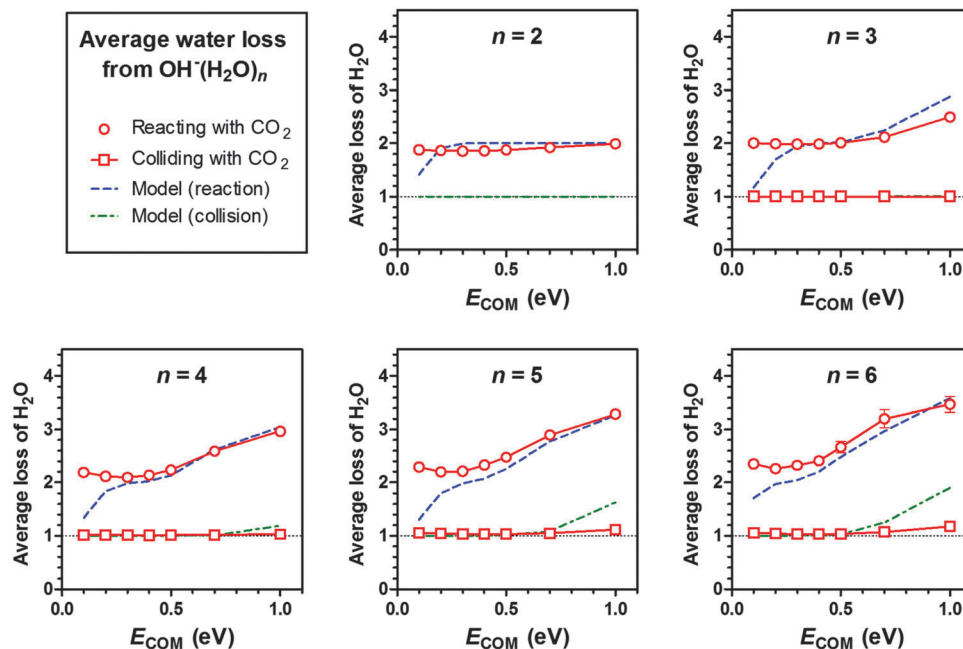 Average water loss
from OH⁻(H₂O)ₙ
Reacting with CO₂
Colliding with CO₂
Model (reaction)
Model (collision)
Average loss of H₂O
n = 2
4
3
2
1
0
0.0
0.5
1.0
E_COM (eV)
Average loss of H₂O
n = 3
4
3
2
1
0
0.0
0.5
1.0
E_COM (eV)
Average loss of H₂O
n = 4
4
3
2
1
0
0.0
0.5
1.0
E_COM (eV)
Average loss of H₂O
n = 5
4
3
2
1
0
0.0
0.5
1.0
E_COM (eV)
Average loss of H₂O
n = 6
4
3
2
1
0
0.0
0.5
1.0
E_COM (eV)